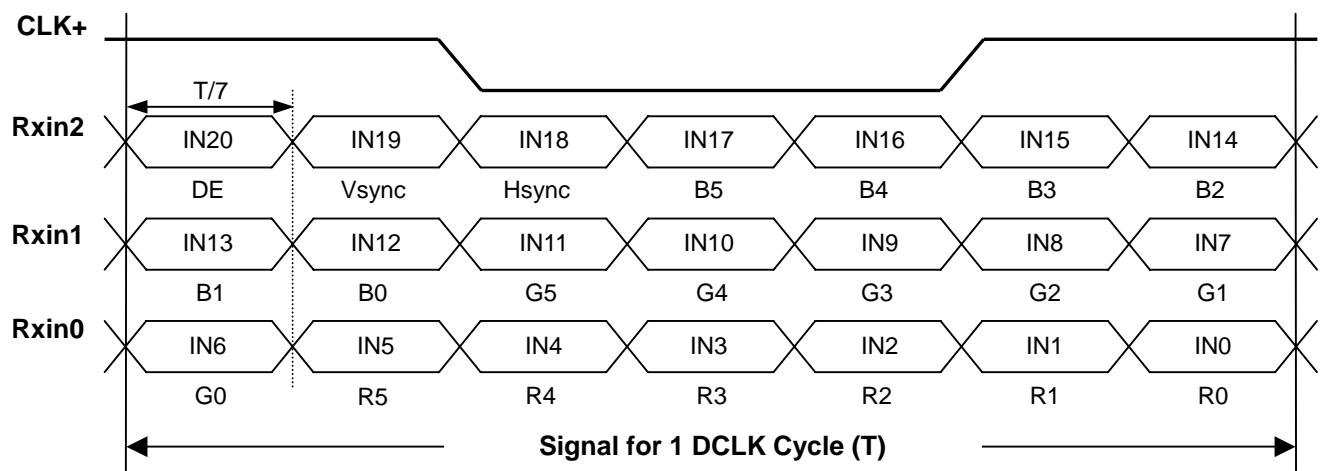 CLK+
T/7
Rxin2 IN20 IN19 IN18 IN17 IN16 IN15 IN14
DE Vsync Hsync B5 B4 B3 B2
Rxin1 IN13 IN12 IN11 IN10 IN9 IN8 IN7
B1 B0 G5 G4 G3 G2 G1
Rxin0 IN6 IN5 IN4 IN3 IN2 IN1 IN0
G0 R5 R4 R3 R2 R1 R0
Signal for 1 DCLK Cycle (T)